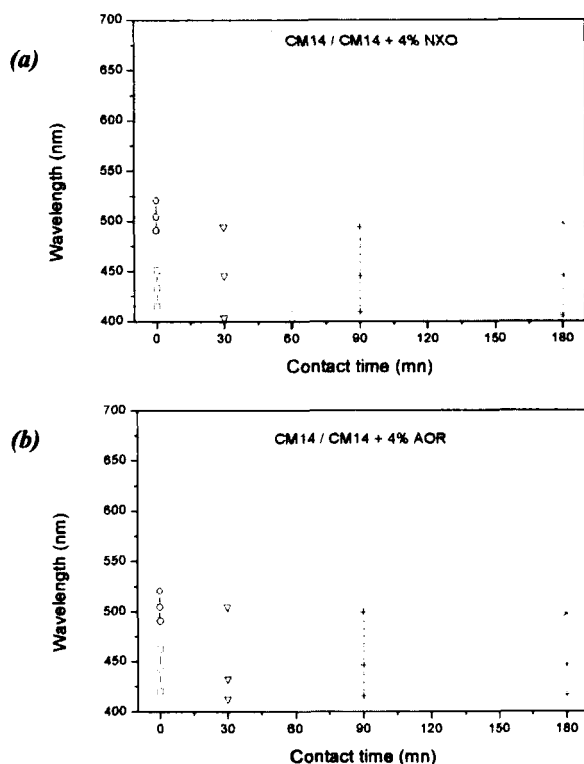 (a)
CM14 / CM14 + 4% NXO
Wavelength (nm)
700
650
600
550
500
450
400
0 30 60 90 120 150 180
Contact time (mn)
(b)
CM14 / CM14 + 4% AOR
Wavelength (nm)
700
650
600
550
500
450
400
0 30 60 90 120 150 180
Contact time (mn)